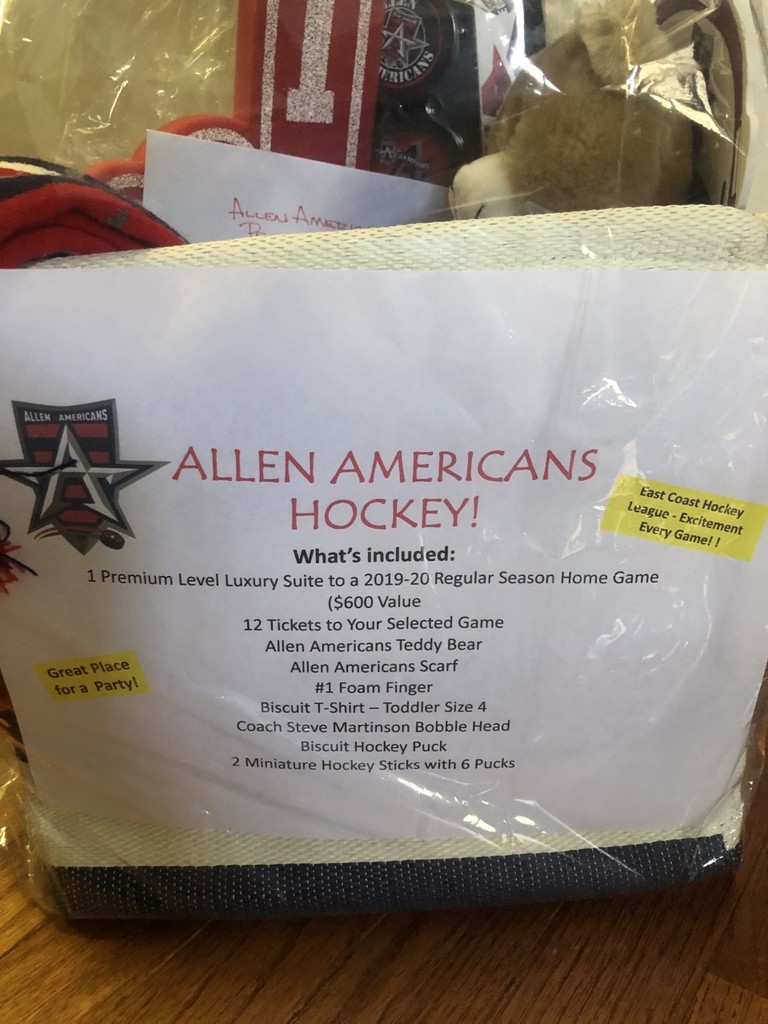 AMERICANS
ALLEN AMERI
ALLEN AMERICANS
ALLEN AMERICANS
HOCKEY!
East Coast Hockey
League - Excitement
Every Game! !
What's included:
1 Premium Level Luxury Suite to a 2019-20 Regular Season Home Game
($600 Value
12 Tickets to Your Selected Game
Allen Americans Teddy Bear
Allen Americans Scarf
Great Place
for a Party!
#1 Foam Finger
Biscuit T-Shirt – Toddler Size 4
Coach Steve Martinson Bobble Head
Biscuit Hockey Puck
2 Miniature Hockey Sticks with 6 Pucks